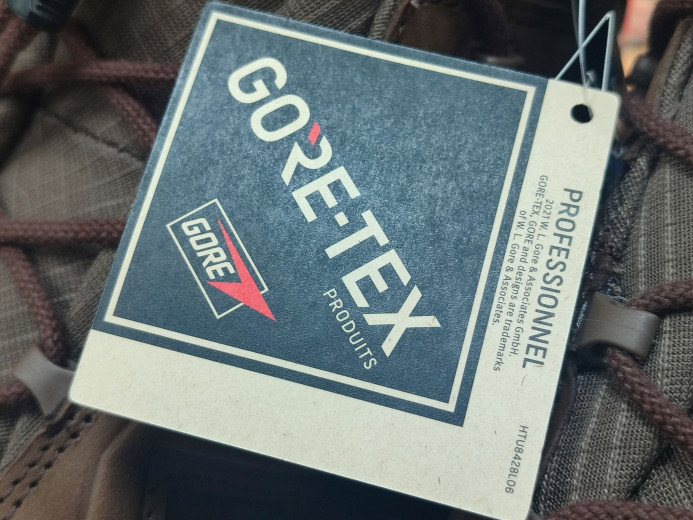 GORE-TEX
PRODUITS
GORE
PROFESSIONNEL
2021 W. L. Gore & Associates GmbH.
GORE-TEX, GORE and designs are trademarks
of W. L. Gore & Associates.
HTU8428L06